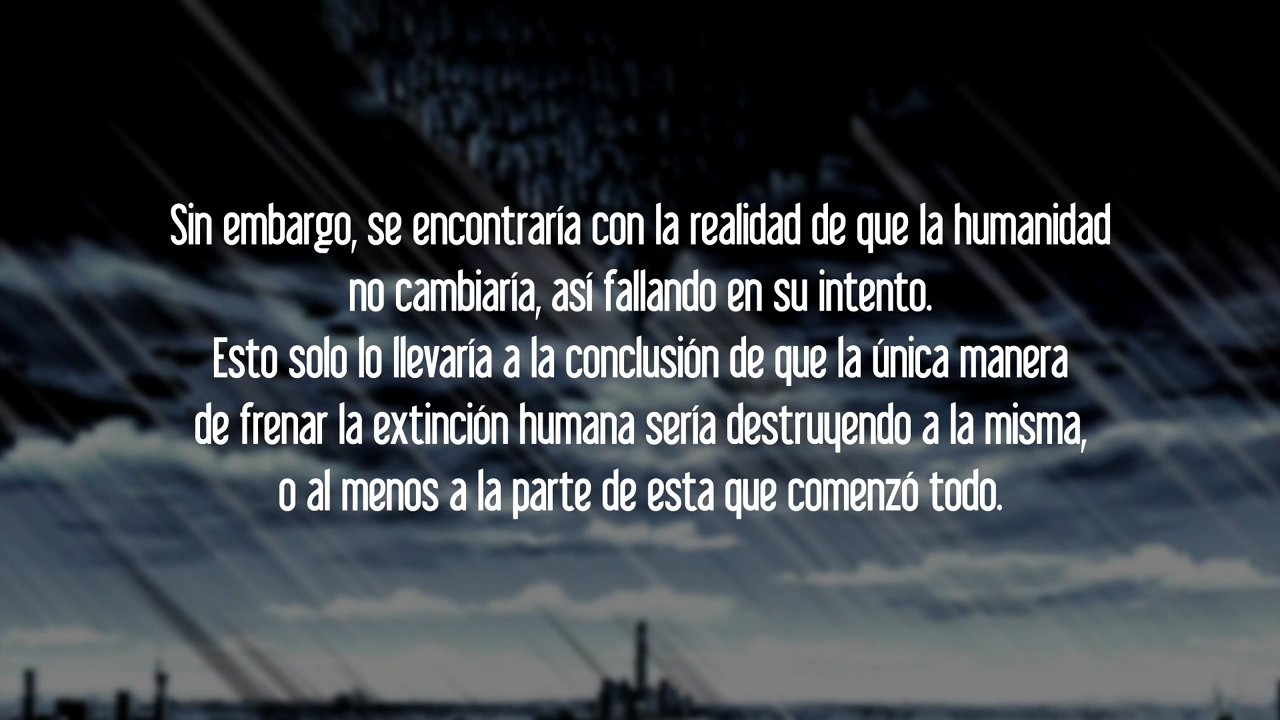 Sin embargo, se encontraría con la realidad de que la humanidad
no cambiaría, así fallando en su intento.
Esto solo lo llevaría a la conclusión de que la única manera
de frenar la extinción humana sería destruyendo a la misma,
o al menos a la parte de esta que comenzó todo.